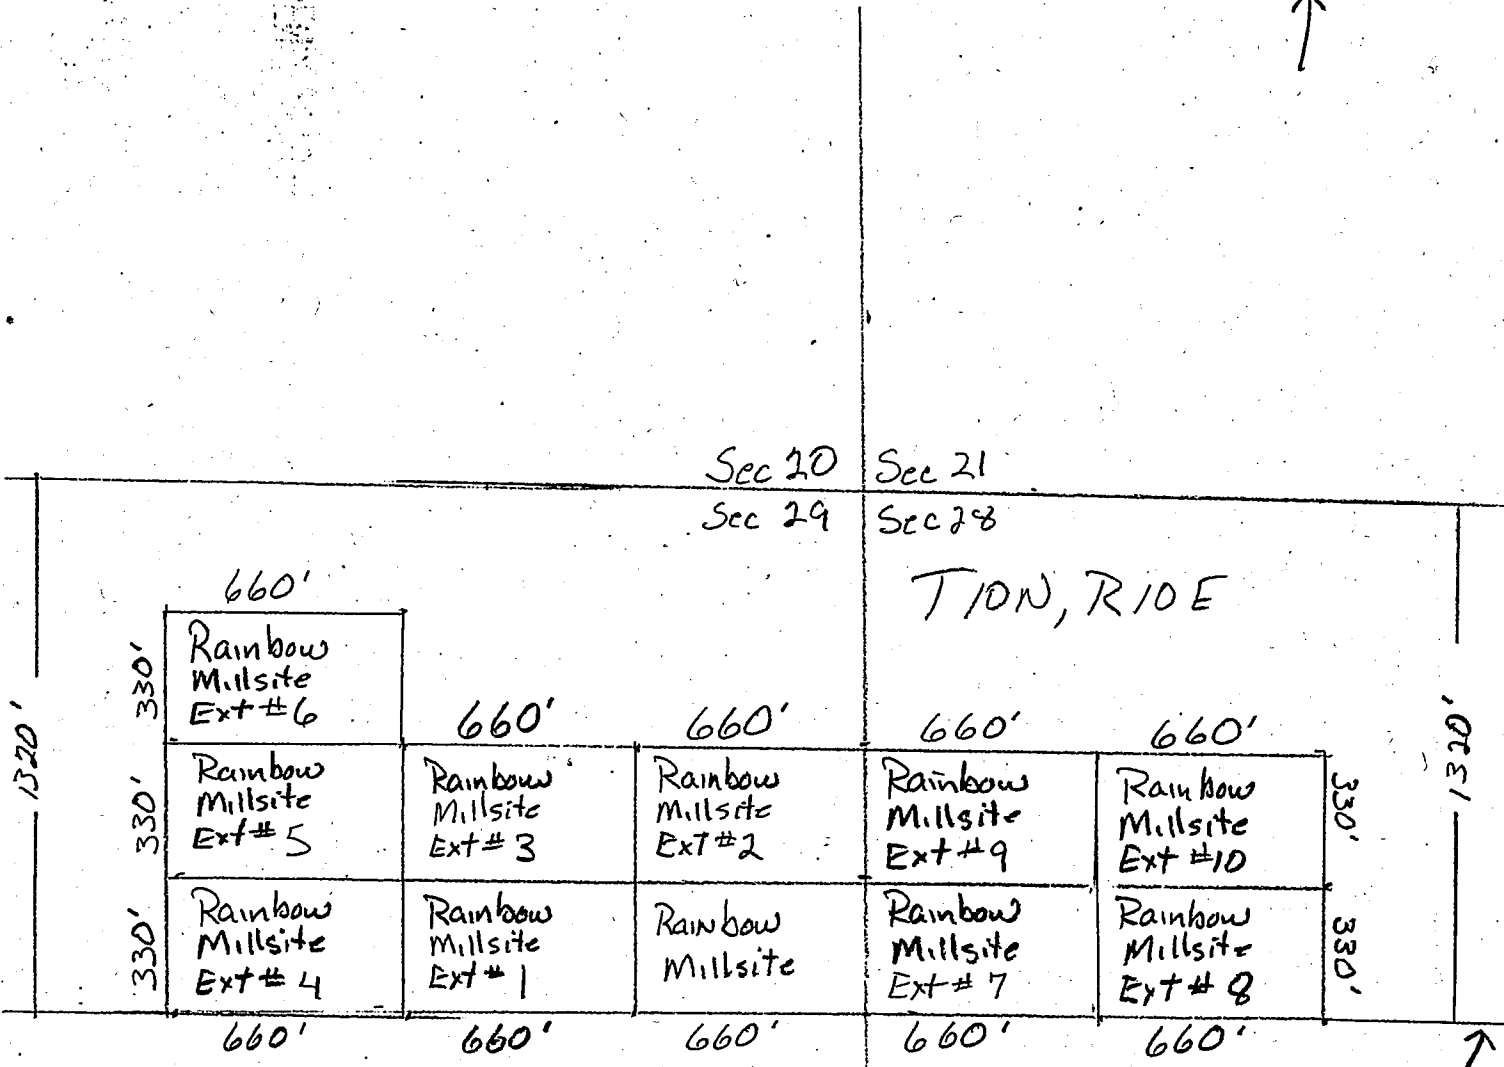 Sec 20 Sec 21
Sec 29 Sec 28
T10N, R10E
660'
330'
Rainbow
Millsite
Ext #6
1320'
1320'
660' 660' 660' 660'
330'
Rainbow
Millsite
Ext # 5
Rainbow
Millsite
Ext # 3
Rainbow
Millsite
Ext #2
Rainbow
Millsite
Ext #9
Rainbow
Millsite
Ext #10
330'
330'
Rainbow
Millsite
Ext # 4
Rainbow
Millsite
Ext # 1
Rainbow
Millsite
Rainbow
Millsite
Ext # 7
Rainbow
Millsite
Ext # 8
330'
660' 660' 660' 660' 660'